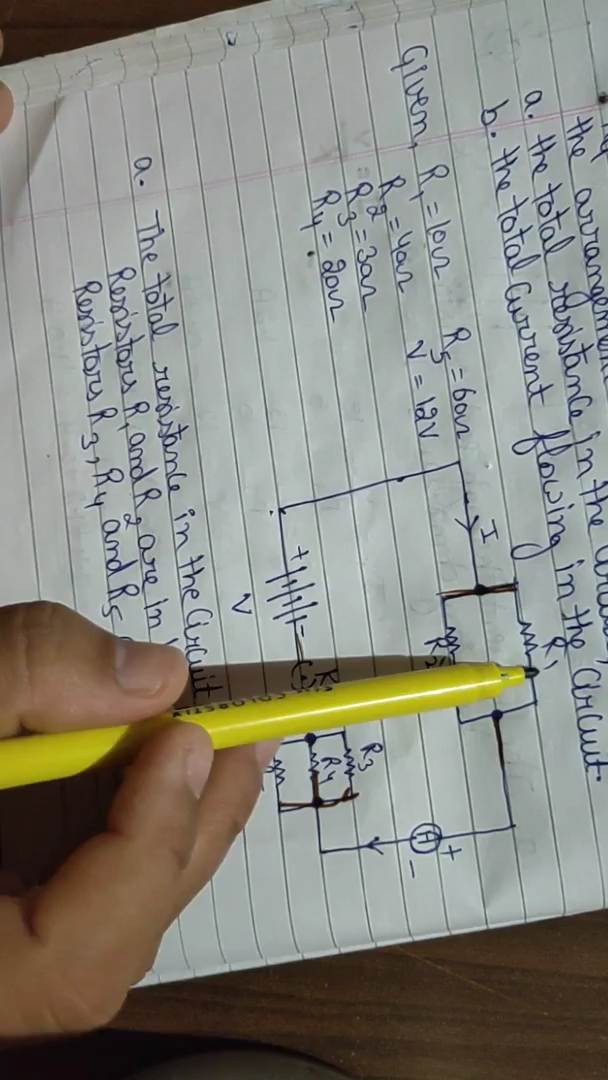 the arrangement
a. the total resistance in the circuit,
b. the total current flowing in the circuit.
Given, R1 = 10Ω R5 = 60Ω
R2 = 40Ω V = 12V
R3 = 30Ω
R4 = 20Ω
I
R1
R2
+ -
V
R3
R4
A
+
-
a. The total resistance in the circuit
Resistors R1 and R2 are in
Resistors R3, R4 and R5